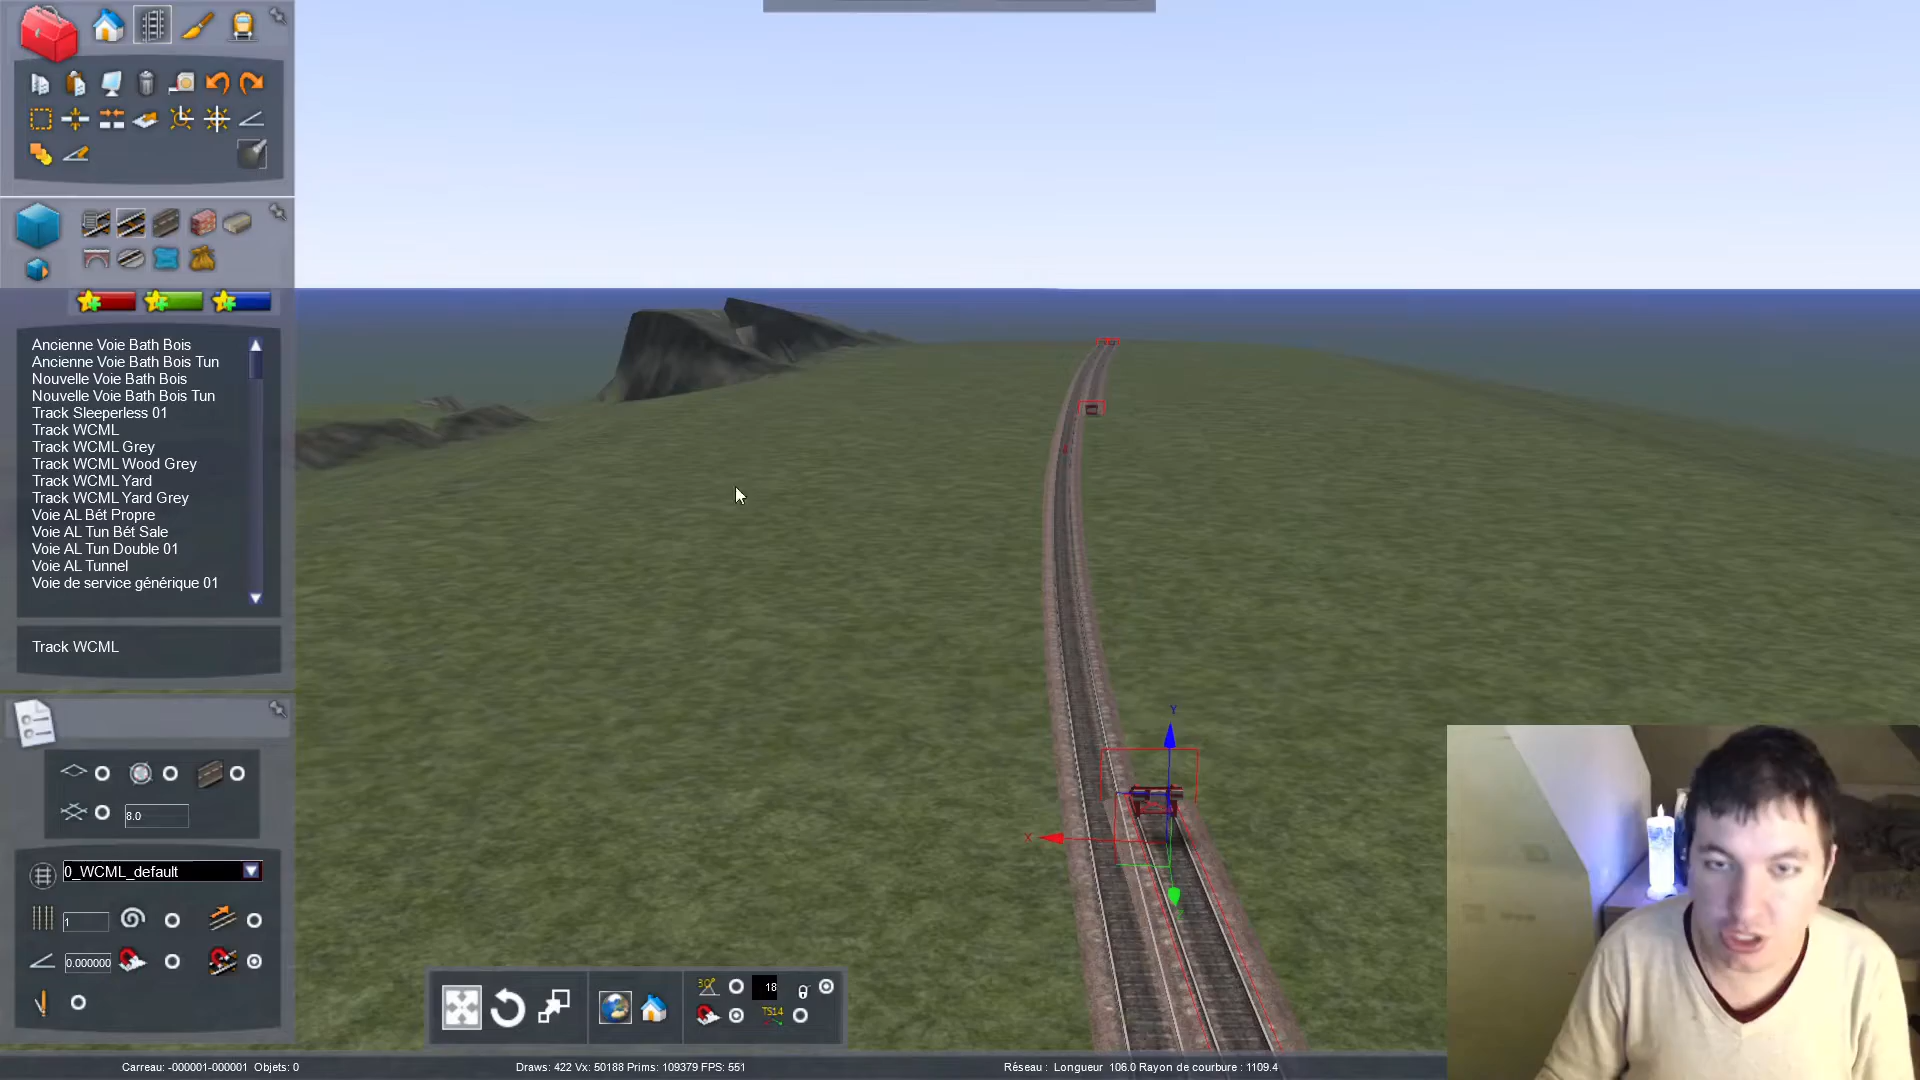 Ancienne Voie Bath Bois
Ancienne Voie Bath Bois Tun
Nouvelle Voie Bath Bois
Nouvelle Voie Bath Bois Tun
Track Sleeperless 01
Track WCML
Track WCML Grey
Track WCML Wood Grey
Track WCML Yard
Track WCML Yard Grey
Voie AL Bét Propre
Voie AL Tun Bét Sale
Voie AL Tun Double 01
Voie AL Tunnel
Voie de service générique 01
Track WCML
8.0
0_WCML_default
1
0.000000
Y
X
30°
18
TS14
Carreau: -000001-000001 Objets: 0
Draws: 422 Vx: 50188 Prims: 109379 FPS: 551
Réseau : Longueur 106.0 Rayon de courbure : 1109.4